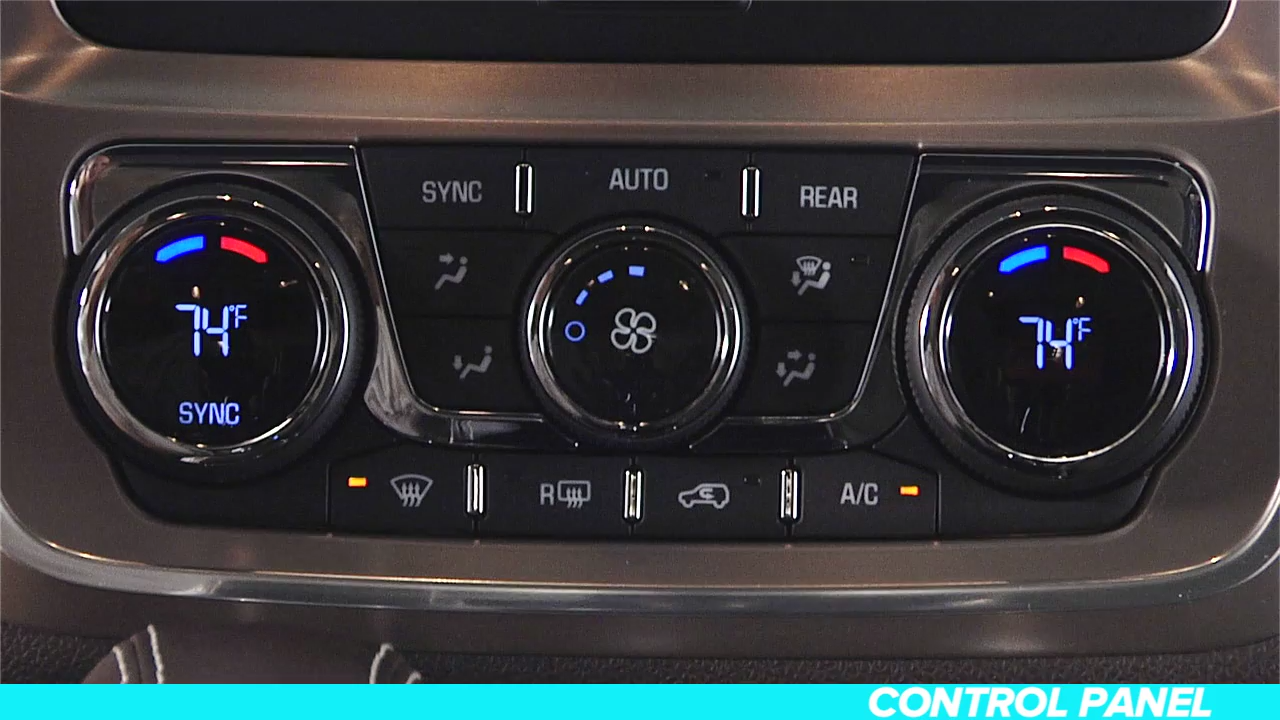 SYNC
AUTO
REAR
74°F
SYNC
74°F
R
A/C
CONTROL PANEL